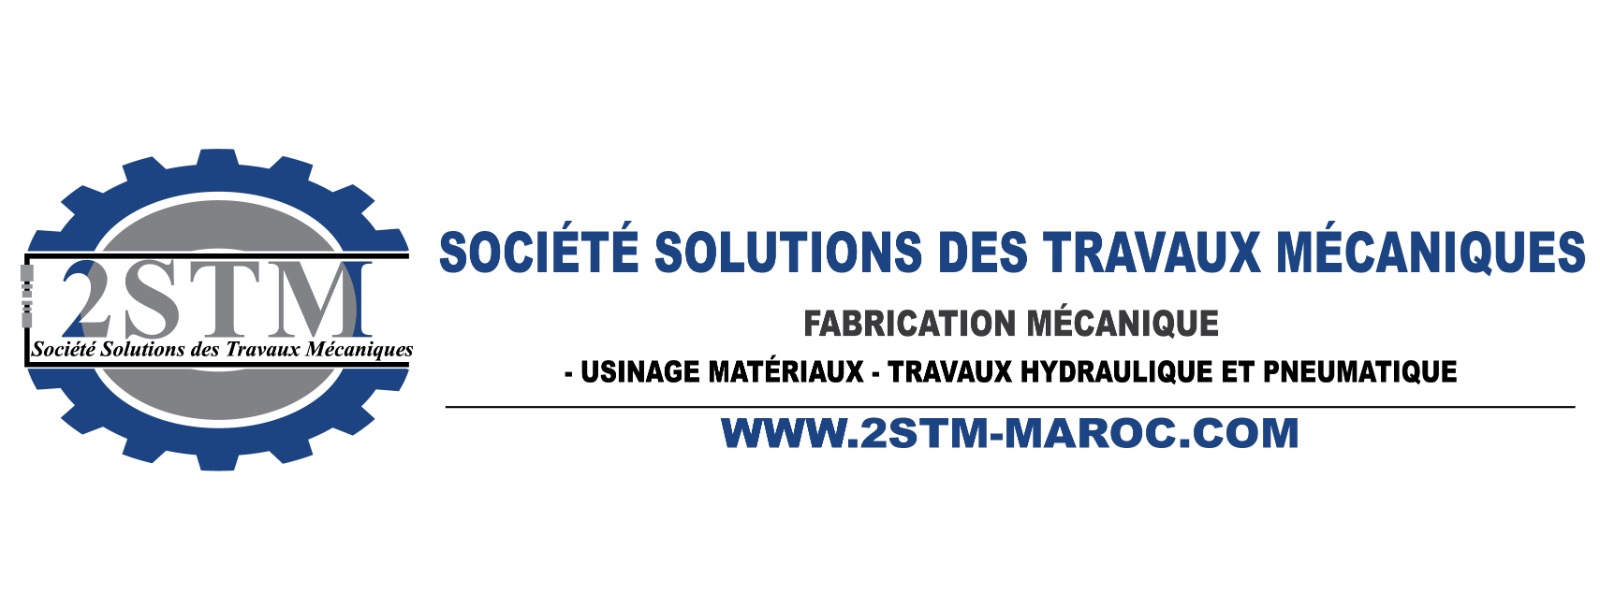 2STM
Société Solutions des Travaux Mécaniques
SOCIÉTÉ SOLUTIONS DES TRAVAUX MÉCANIQUES
FABRICATION MÉCANIQUE
- USINAGE MATÉRIAUX - TRAVAUX HYDRAULIQUE ET PNEUMATIQUE
WWW.2STM-MAROC.COM